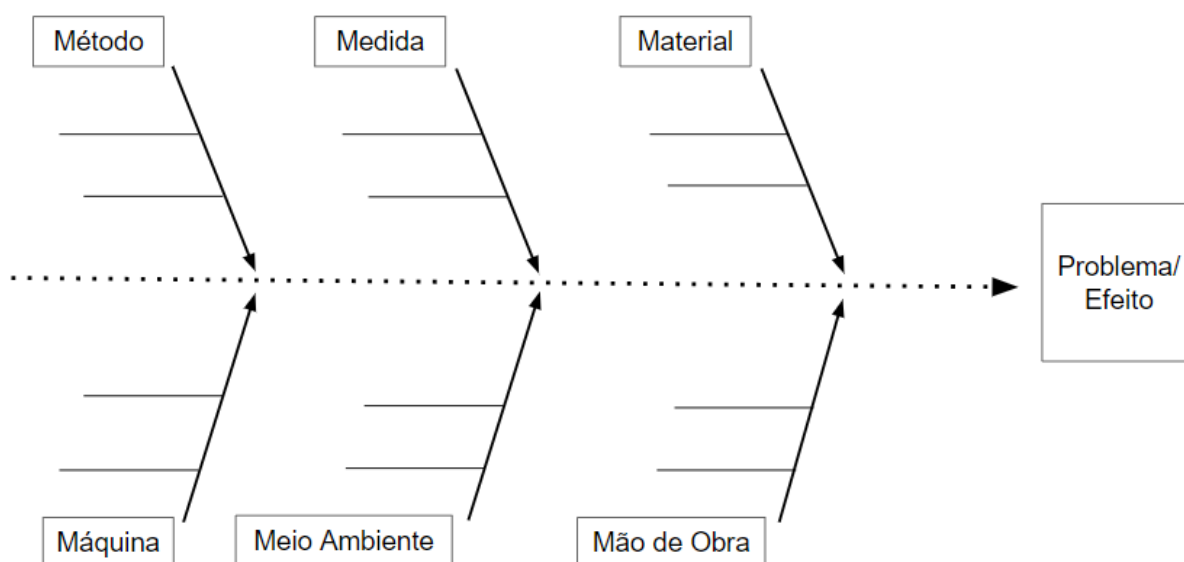 Método
Medida
Material
Problema/
Efeito
Máquina
Meio Ambiente
Mão de Obra